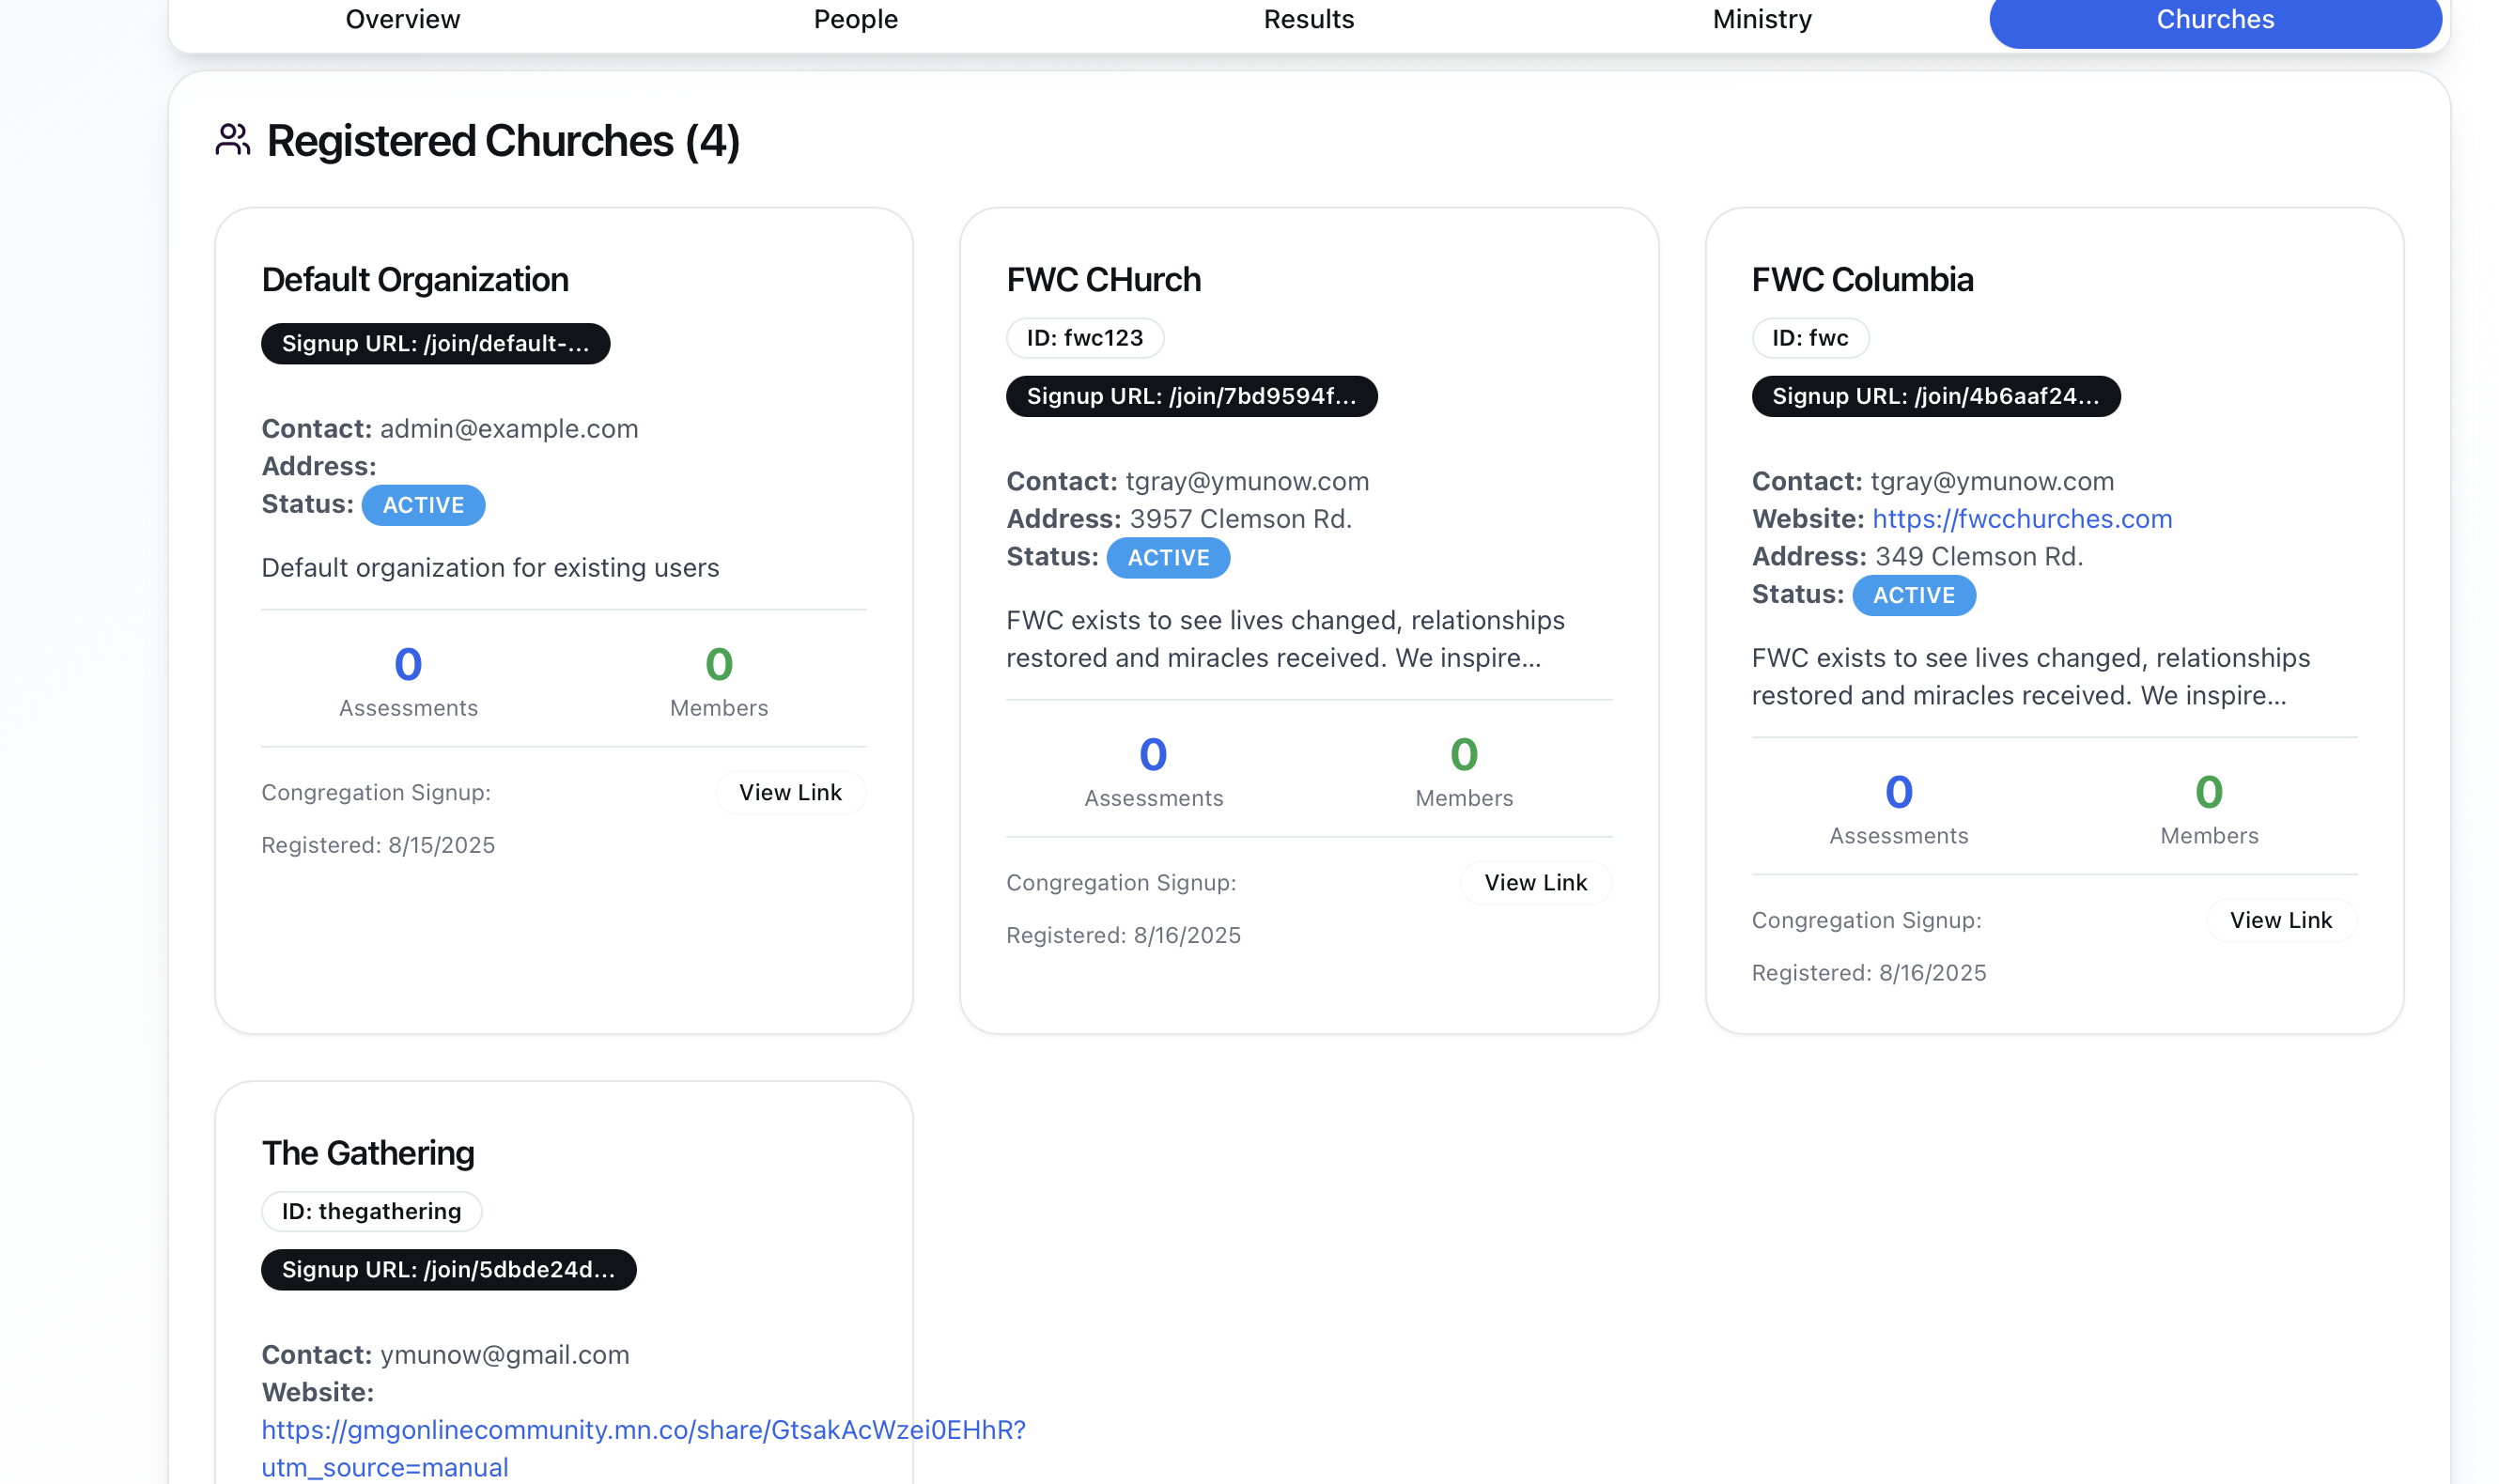 Overview
People
Results
Ministry
Churches
Registered Churches (4)
Default Organization
Signup URL: /join/default-...
Contact: admin@example.com
Address:
Status: ACTIVE
Default organization for existing users
0
Assessments
0
Members
Congregation Signup:
View Link
Registered: 8/15/2025
FWC CHurch
ID: fwc123
Signup URL: /join/7bd9594f...
Contact: tgray@ymunow.com
Address: 3957 Clemson Rd.
Status: ACTIVE
FWC exists to see lives changed, relationships
restored and miracles received. We inspire...
0
Assessments
0
Members
Congregation Signup:
View Link
Registered: 8/16/2025
FWC Columbia
ID: fwc
Signup URL: /join/4b6aaf24...
Contact: tgray@ymunow.com
Website: https://fwcchurches.com
Address: 349 Clemson Rd.
Status: ACTIVE
FWC exists to see lives changed, relationships
restored and miracles received. We inspire...
0
Assessments
0
Members
Congregation Signup:
View Link
Registered: 8/16/2025
The Gathering
ID: thegathering
Signup URL: /join/5dbde24d...
Contact: ymunow@gmail.com
Website:
https://gmgonlinecommunity.mn.co/share/GtsakAcWzei0EHhR?
utm_source=manual